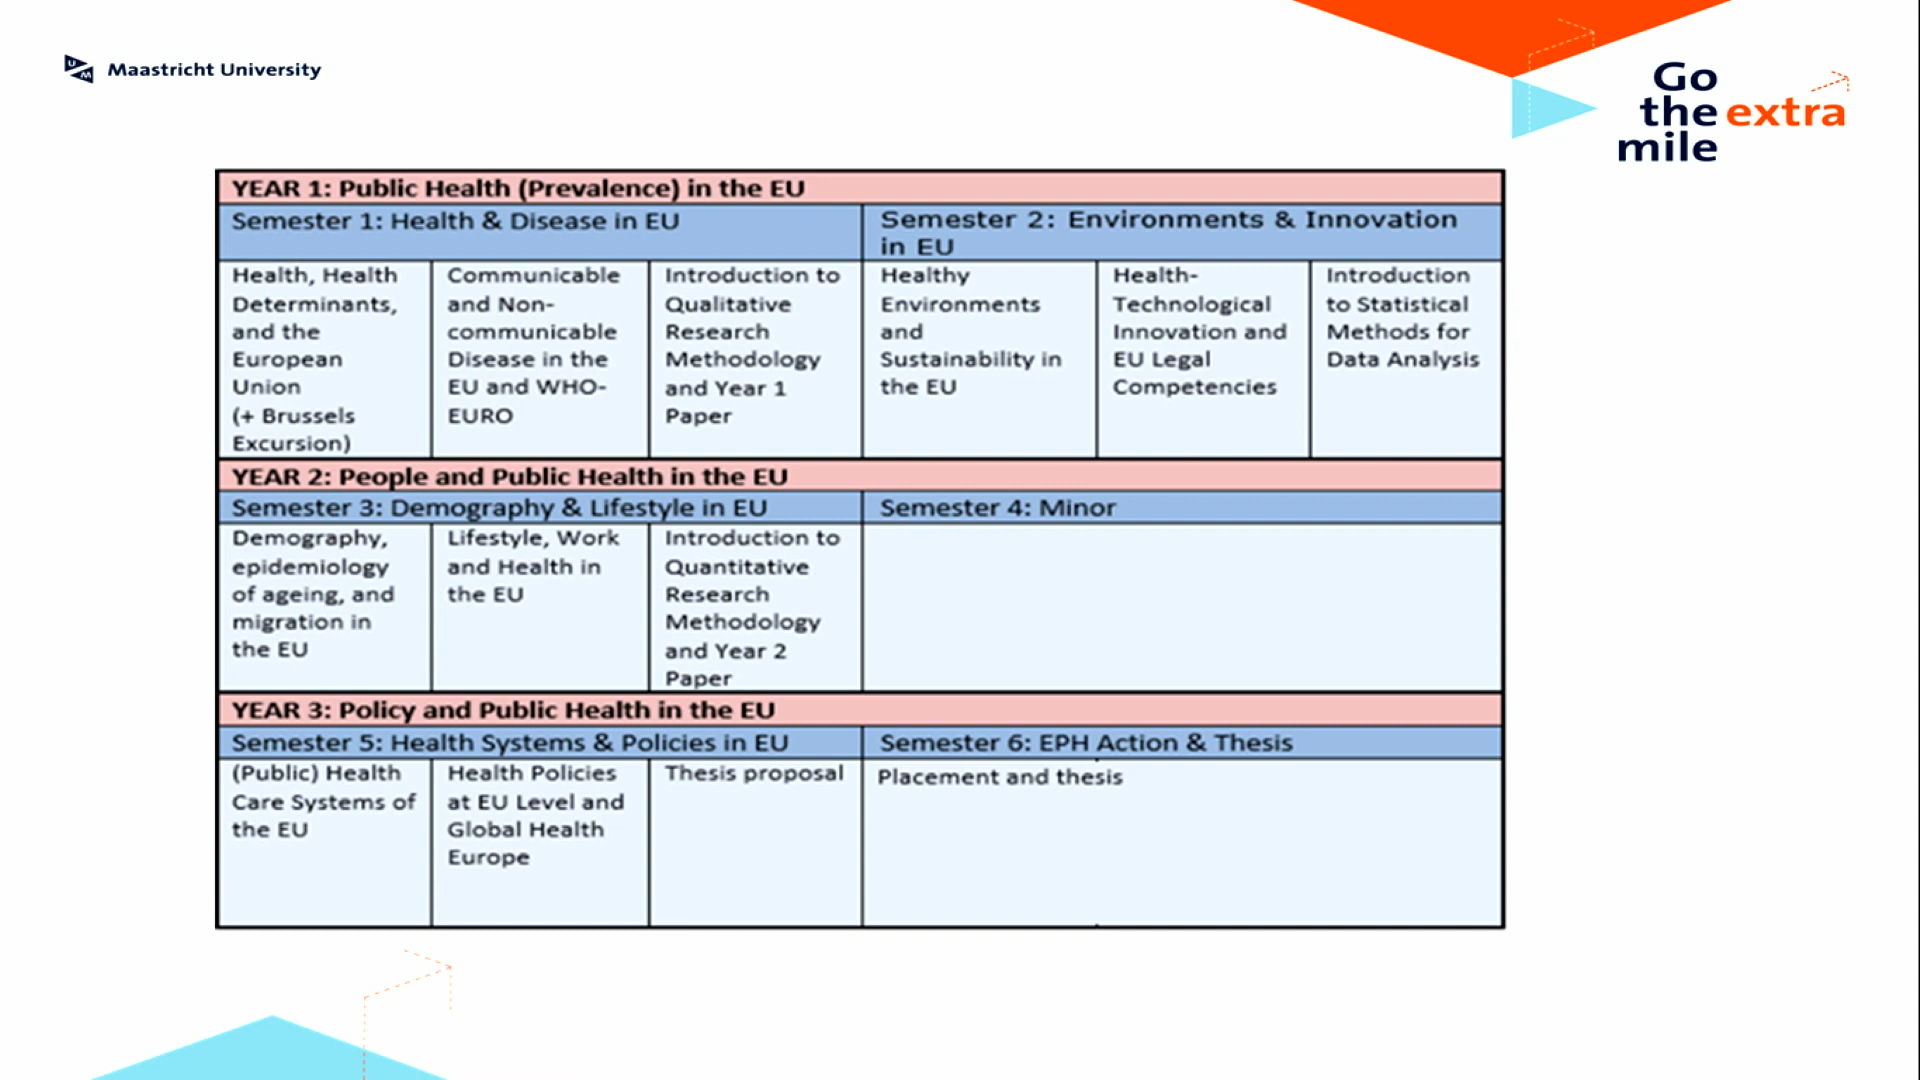 UM Maastricht University
Go
the extra
mile
YEAR 1: Public Health (Prevalence) in the EU
Semester 1: Health & Disease in EU
Semester 2: Environments & Innovation
in EU
Health, Health
Determinants,
and the
European
Union
(+ Brussels
Excursion)
Communicable
and Non-
communicable
Disease in the
EU and WHO-
EURO
Introduction to
Qualitative
Research
Methodology
and Year 1
Paper
Healthy
Environments
and
Sustainability in
the EU
Health-
Technological
Innovation and
EU Legal
Competencies
Introduction
to Statistical
Methods for
Data Analysis
YEAR 2: People and Public Health in the EU
Semester 3: Demography & Lifestyle in EU
Semester 4: Minor
Demography,
epidemiology
of ageing, and
migration in
the EU
Lifestyle, Work
and Health in
the EU
Introduction to
Quantitative
Research
Methodology
and Year 2
Paper
YEAR 3: Policy and Public Health in the EU
Semester 5: Health Systems & Policies in EU
Semester 6: EPH Action & Thesis
(Public) Health
Care Systems of
the EU
Health Policies
at EU Level and
Global Health
Europe
Thesis proposal
Placement and thesis